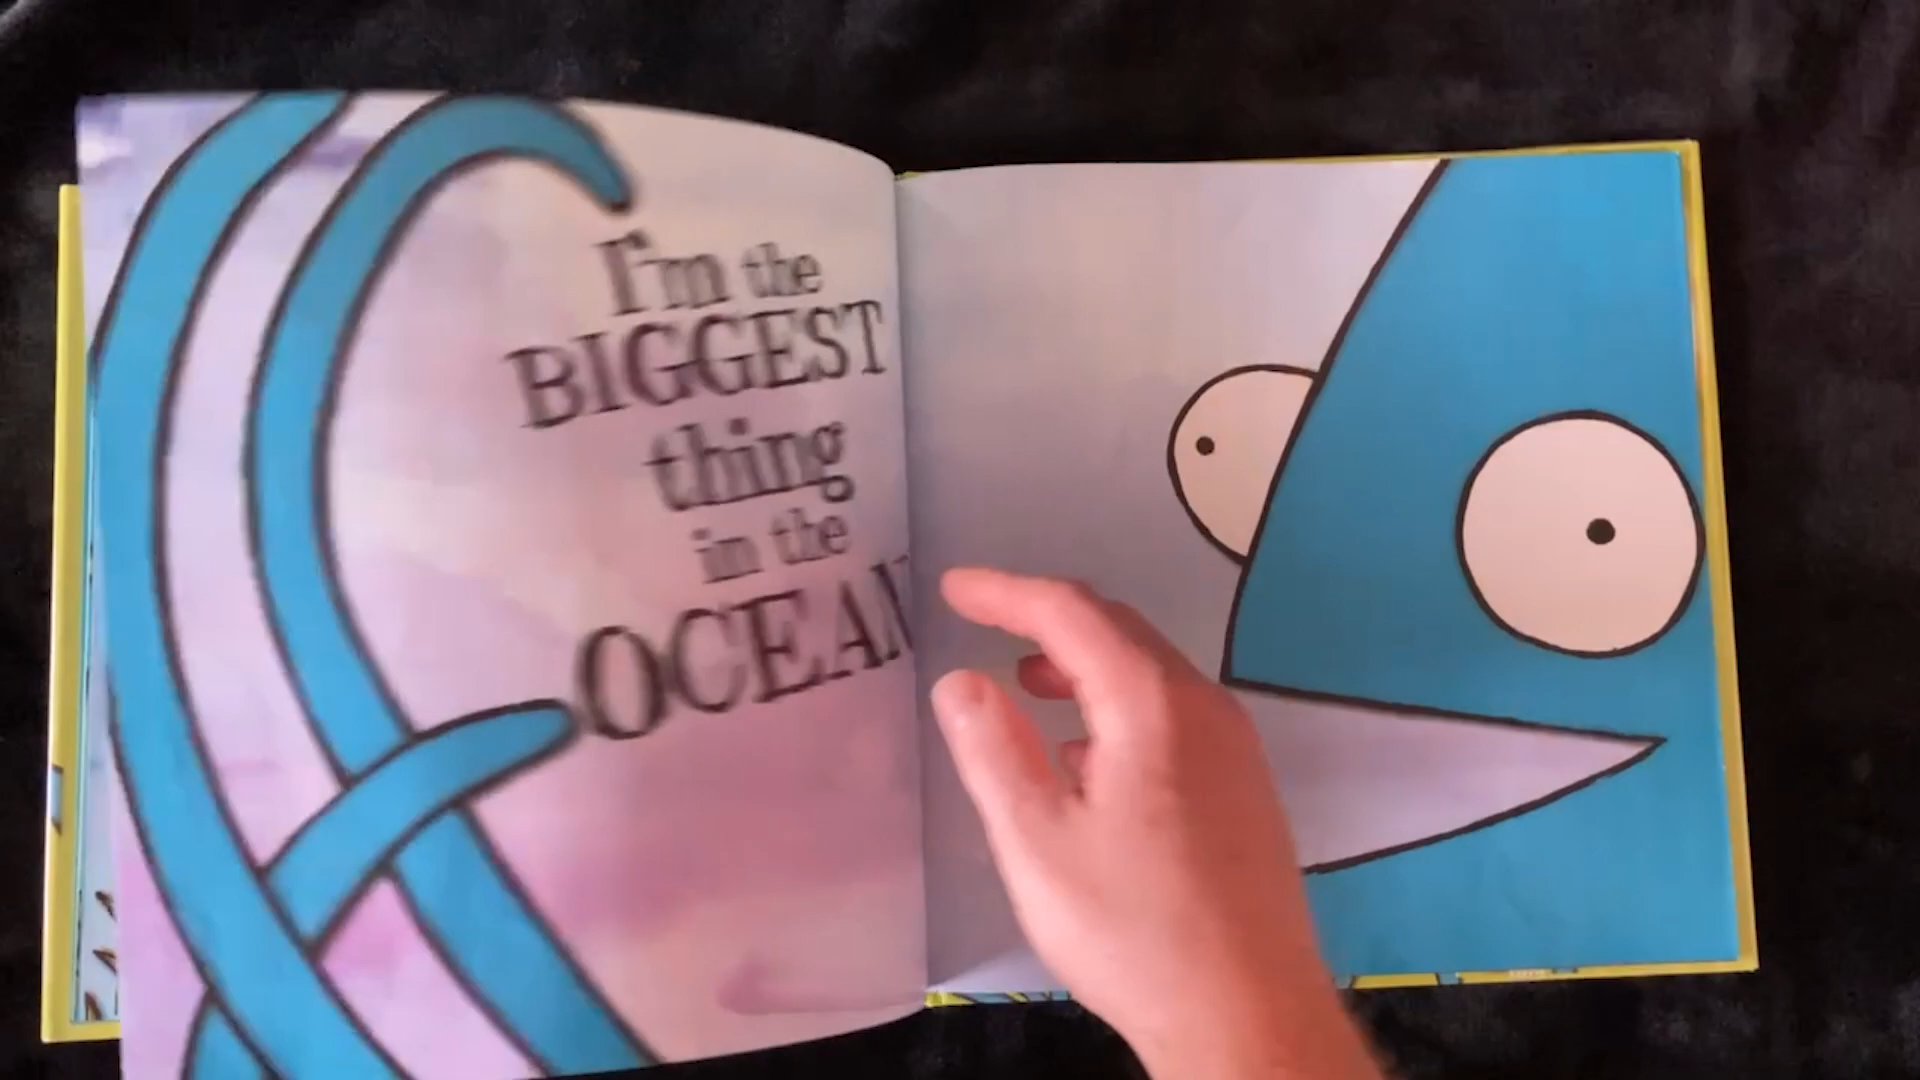 I'm the
BIGGEST
thing
in the
OCEAN